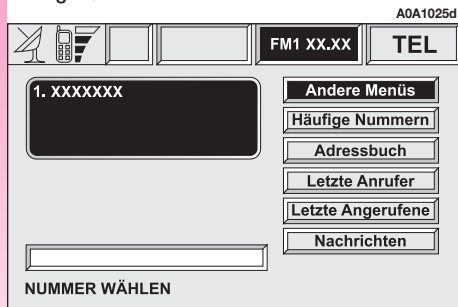 A0A1025d
FM1 XX.XX
TEL
1. XXXXXXX
Andere Menüs
Häufige Nummern
Adressbuch
Letzte Anrufer
Letzte Angerufene
Nachrichten
NUMMER WÄHLEN